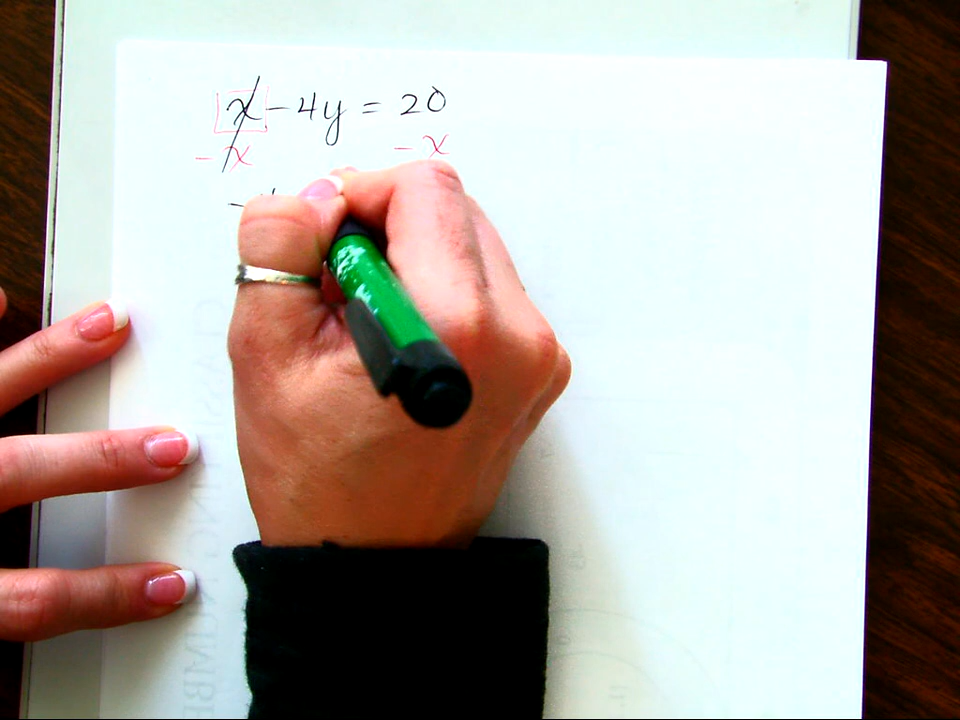 x - 4y = 20
- x - x
-